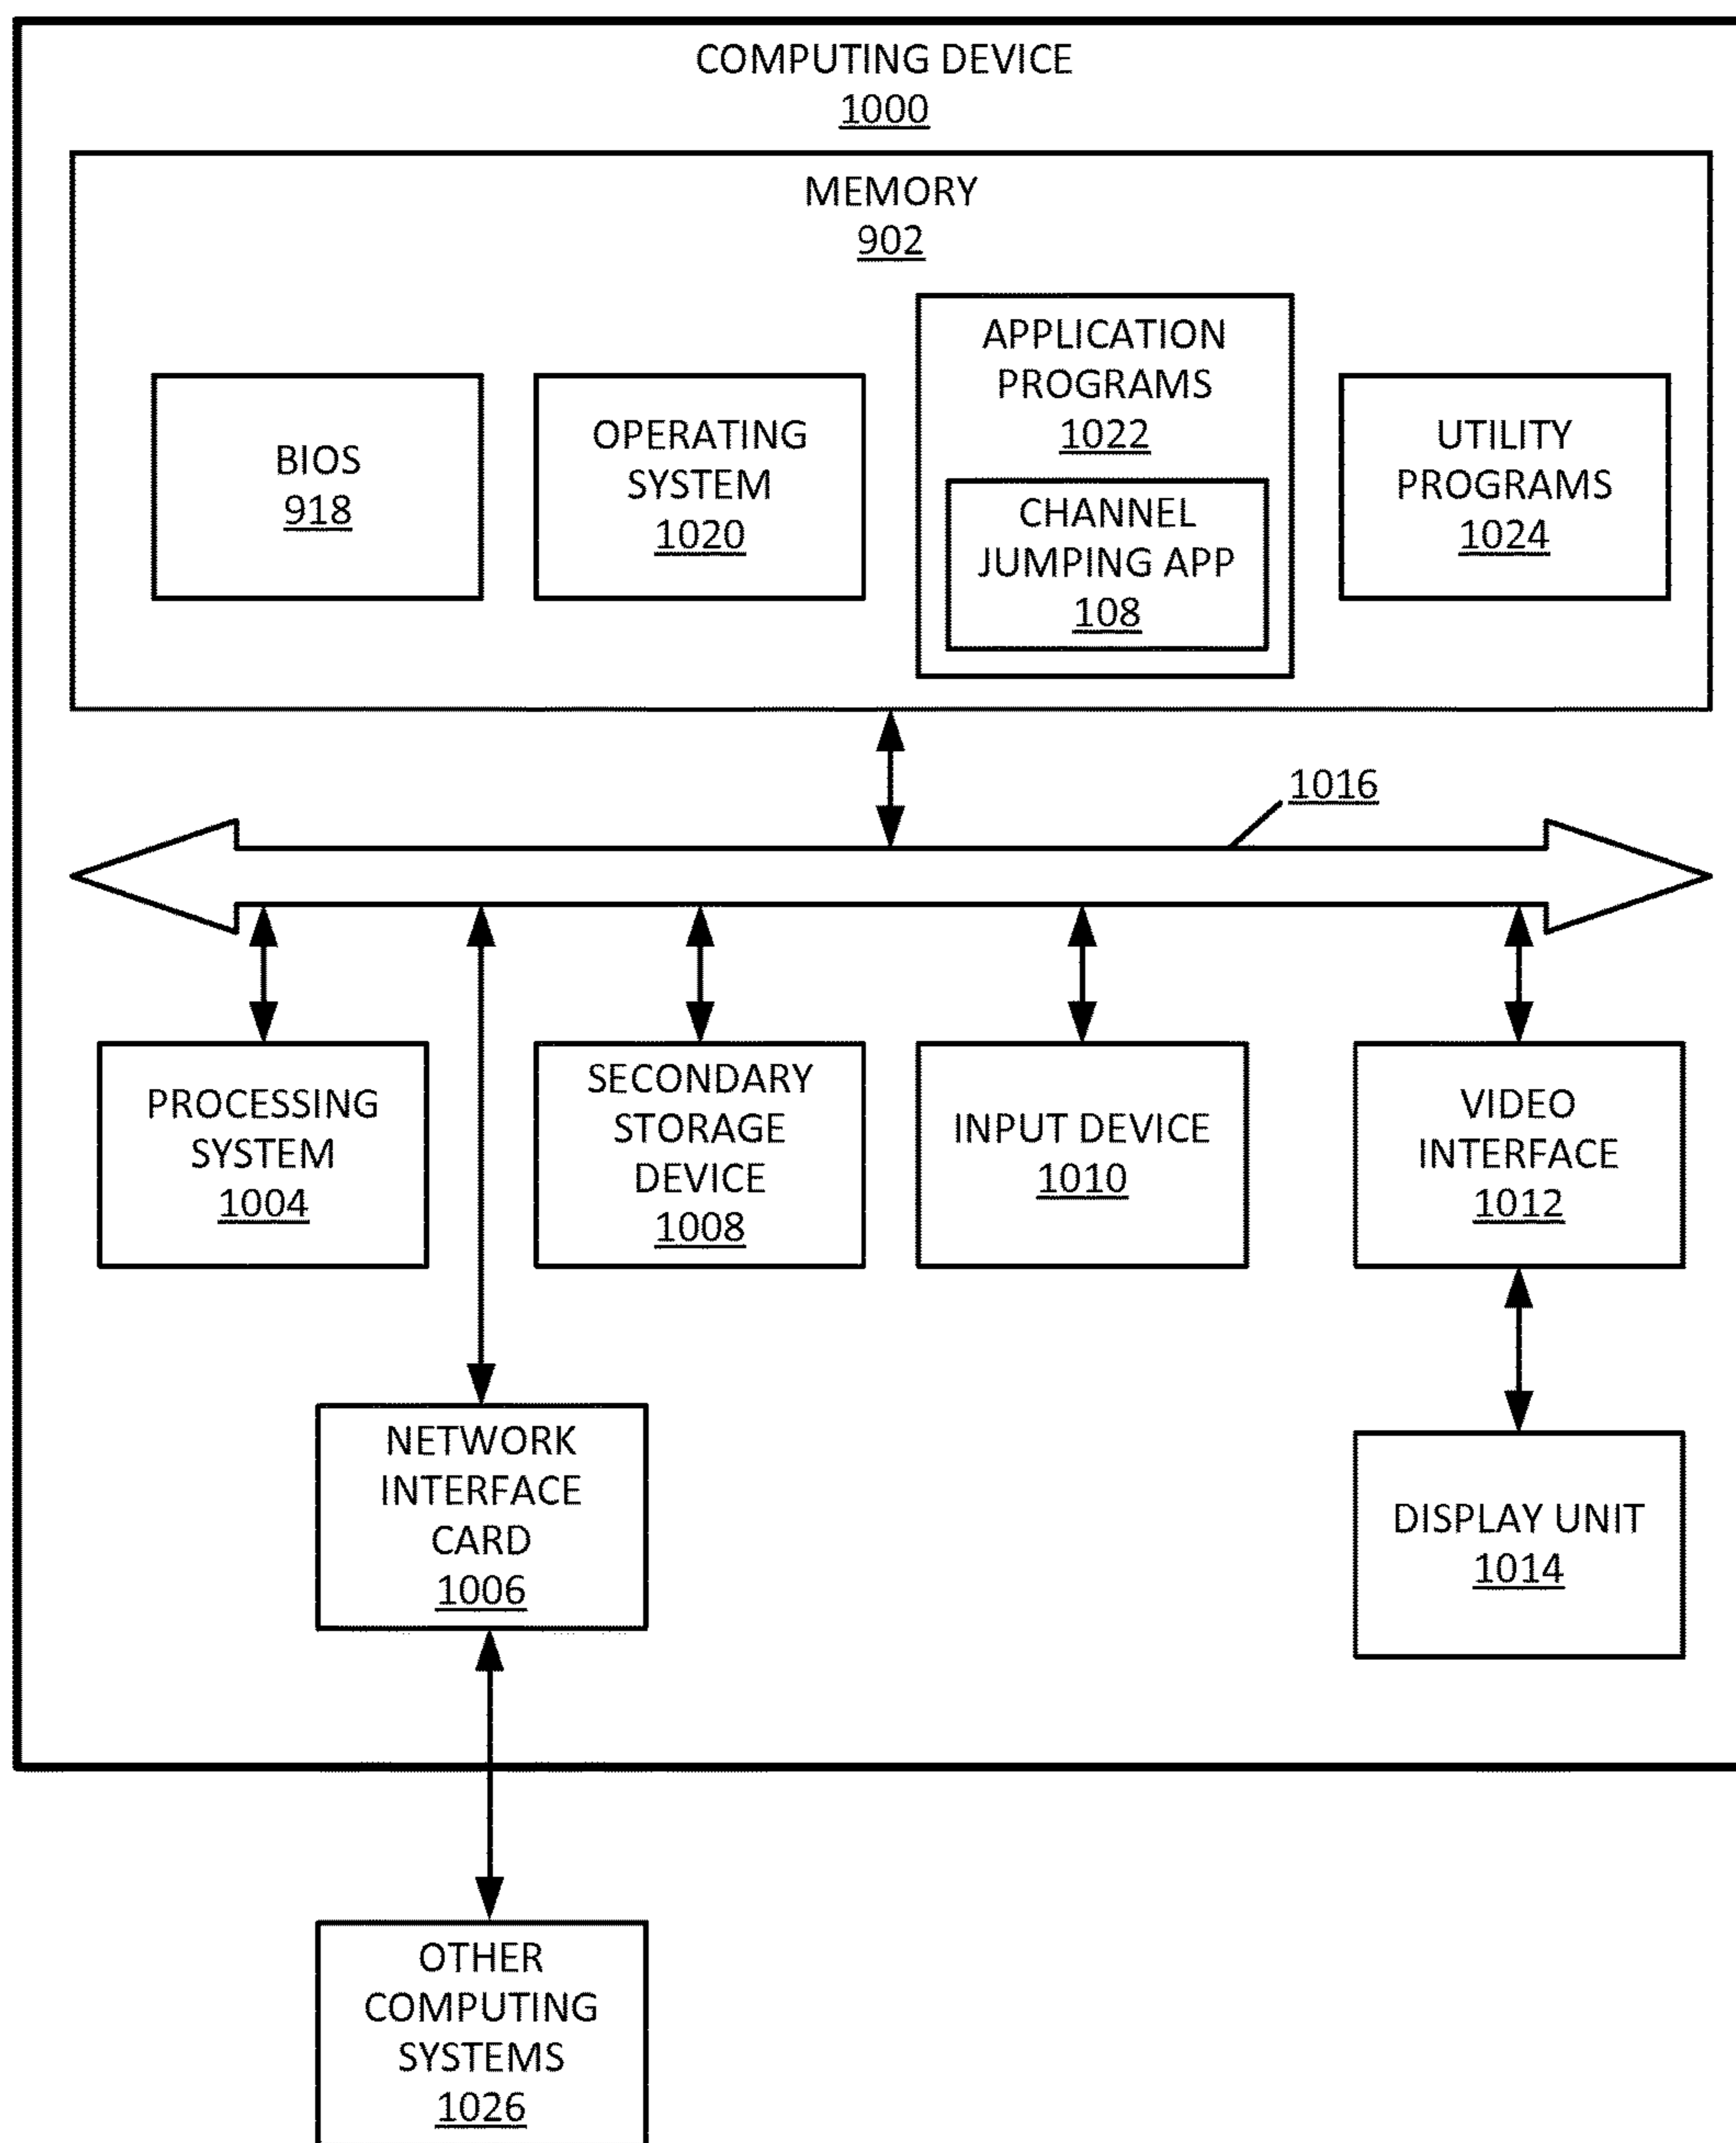 COMPUTING DEVICE
1000
MEMORY
902
BIOS
918
OPERATING
SYSTEM
1020
APPLICATION
PROGRAMS
1022
CHANNEL
JUMPING APP
108
UTILITY
PROGRAMS
1024
1016
PROCESSING
SYSTEM
1004
SECONDARY
STORAGE
DEVICE
1008
INPUT DEVICE
1010
VIDEO
INTERFACE
1012
NETWORK
INTERFACE
CARD
1006
DISPLAY UNIT
1014
OTHER
COMPUTING
SYSTEMS
1026